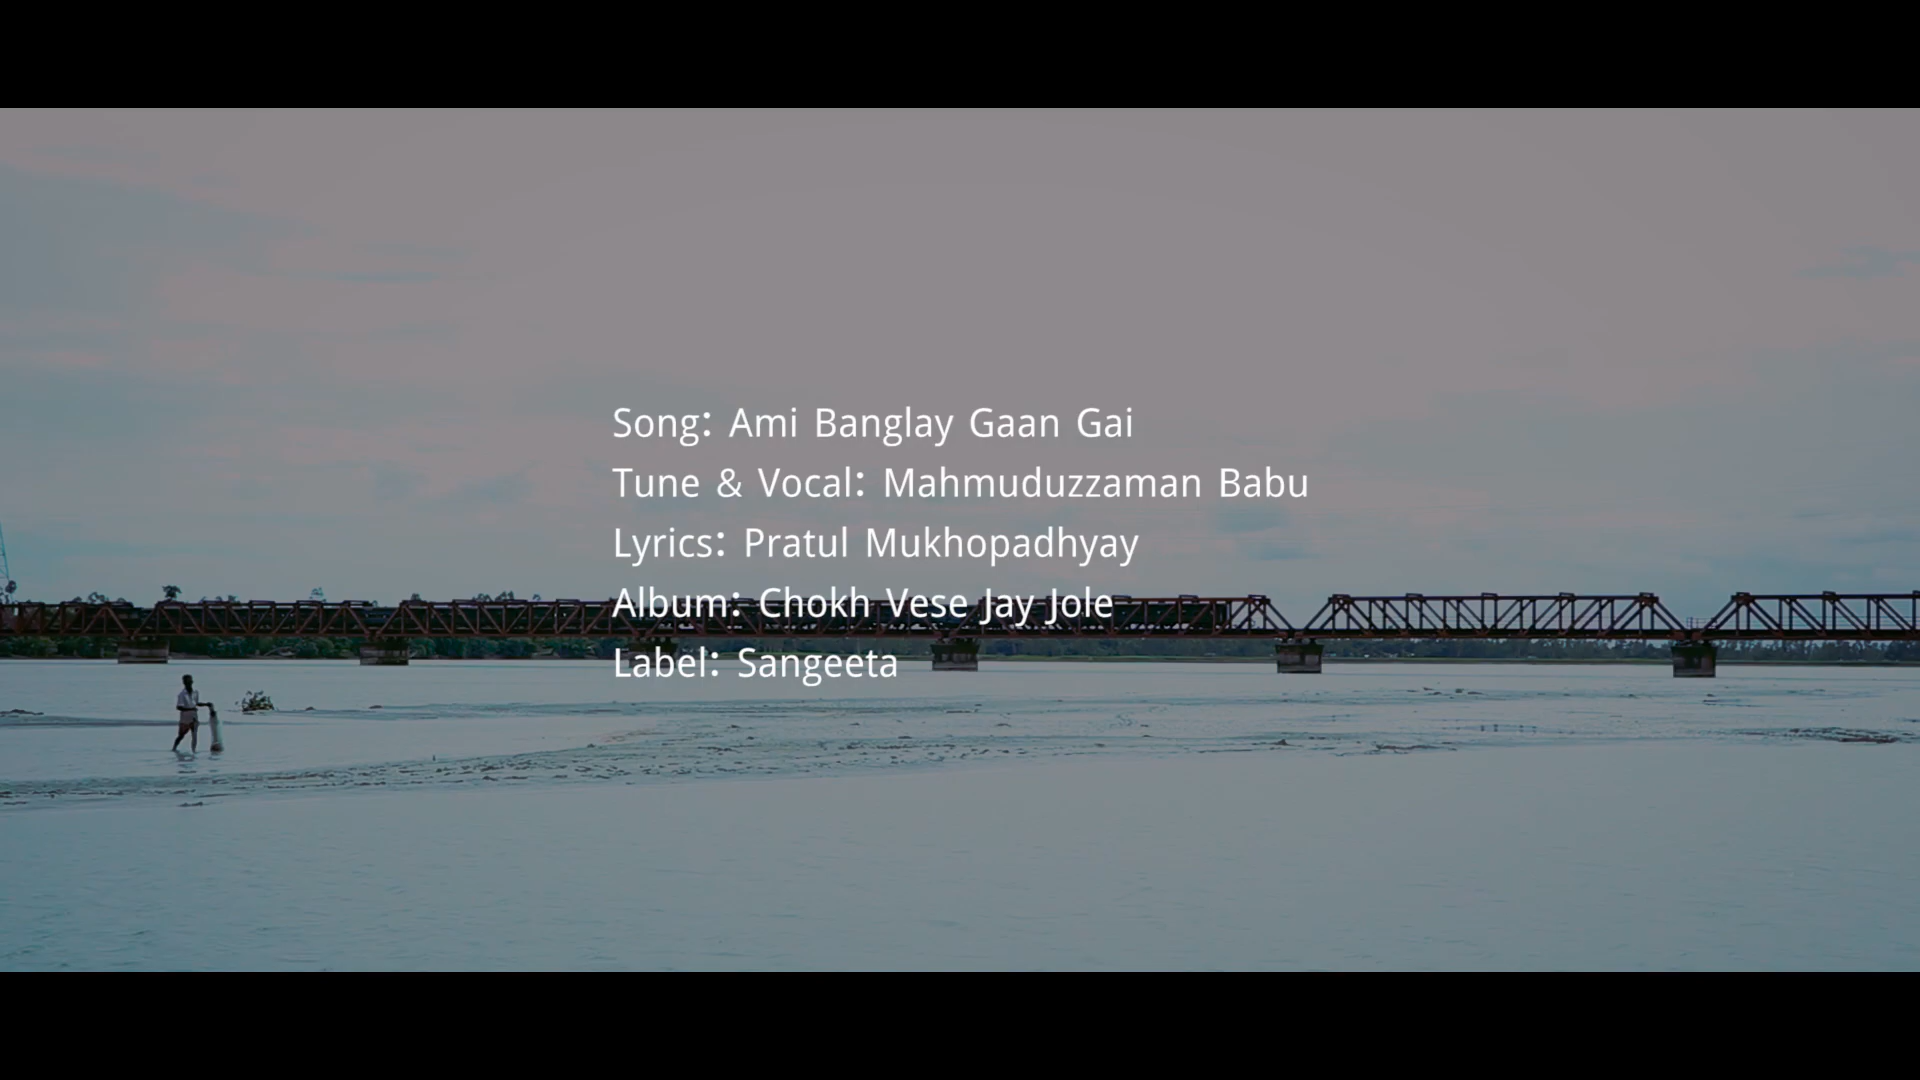 Song: Ami Banglay Gaan Gai
Tune & Vocal: Mahmuduzzaman Babu
Lyrics: Pratul Mukhopadhyay
Album: Chokh Vese Jay Jole
Label: Sangeeta